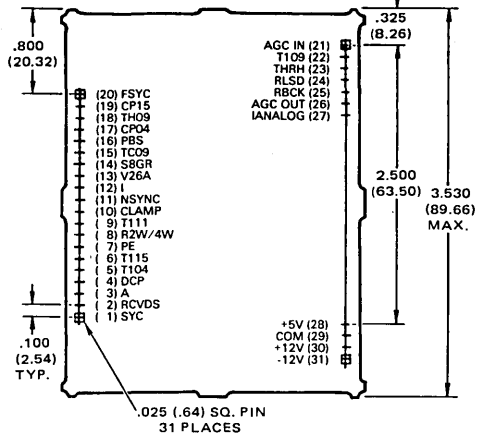 .800
(20.32)
.325
(8.26)
AGC IN (21)
T109 (22)
THRH (23)
RLSD (24)
RBCK (25)
AGC OUT (26)
IANALOG (27)
(20) FSYC
(19) CP15
(18) TH09
(17) CP04
(16) PBS
(15) TC09
(14) S8GR
(13) V26A
(12) I
(11) NSYNC
(10) CLAMP
( 9) T111
( 8) R2W/4W
( 7) PE
( 6) T115
( 5) T104
( 4) DCP
( 3) A
( 2) RCVDS
( 1) SYC
2.500
(63.50)
3.530
(89.66)
MAX.
+5V (28)
COM (29)
+12V (30)
-12V (31)
.100
(2.54)
TYP.
.025 (.64) SQ. PIN
31 PLACES